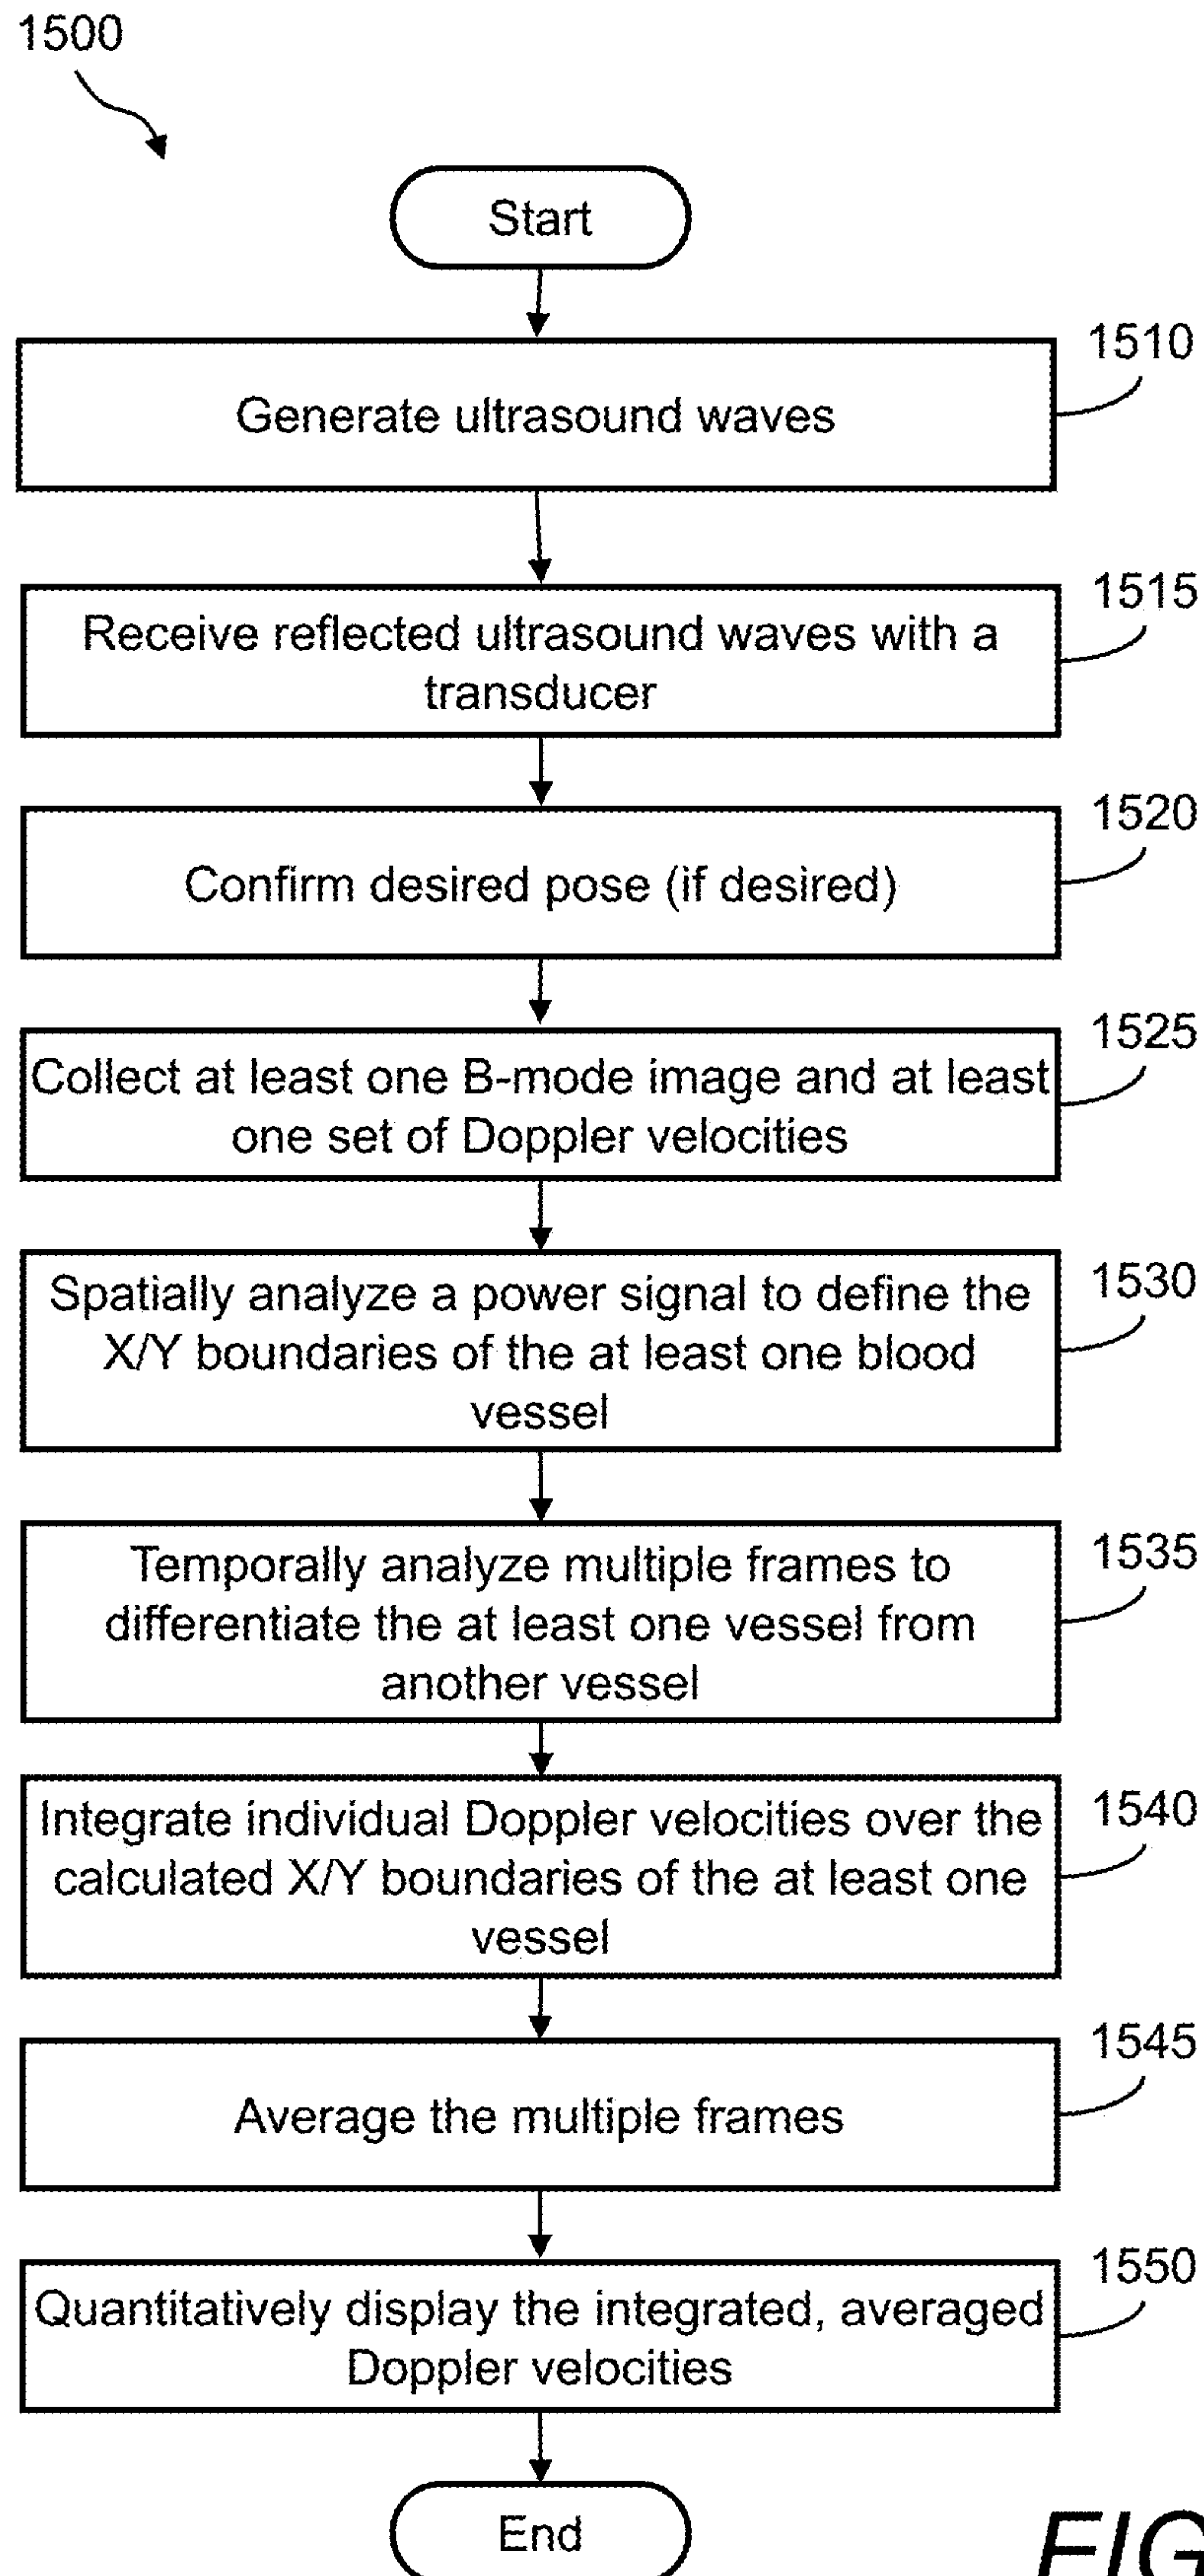 1500
Start
1510
Generate ultrasound waves
1515
Receive reflected ultrasound waves with a
transducer
1520
Confirm desired pose (if desired)
1525
Collect at least one B-mode image and at least
one set of Doppler velocities
1530
Spatially analyze a power signal to define the
X/Y boundaries of the at least one blood
vessel
1535
Temporally analyze multiple frames to
differentiate the at least one vessel from
another vessel
1540
Integrate individual Doppler velocities over the
calculated X/Y boundaries of the at least one
vessel
1545
Average the multiple frames
1550
Quantitatively display the integrated, averaged
Doppler velocities
End
FIG